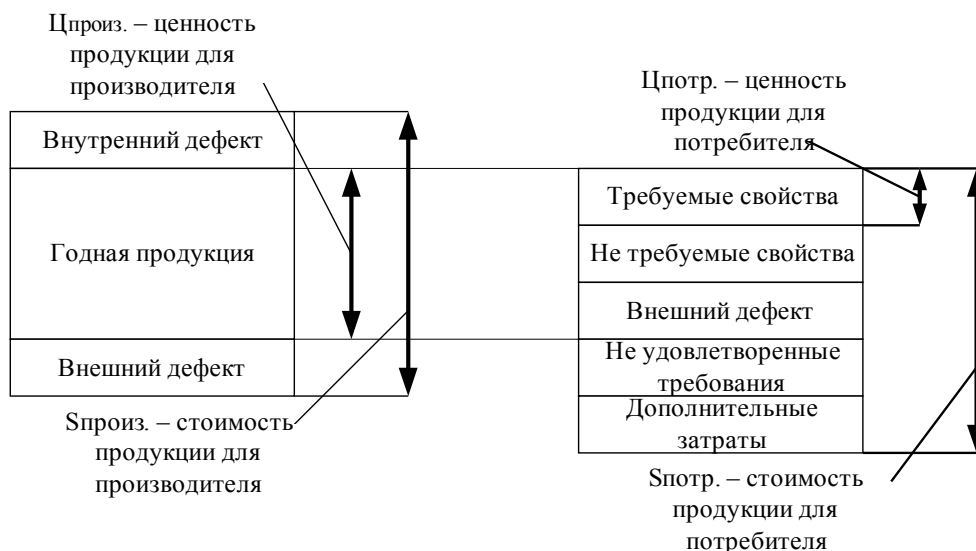 Цпроиз. – ценность
продукции для
производителя
Внутренний дефект
Годная продукция
Внешний дефект
Sпроиз. – стоимость
продукции для
производителя
Цпотр. – ценность
продукции для
потребителя
Требуемые свойства
Не требуемые свойства
Внешний дефект
Не удовлетворенные
требования
Дополнительные
затраты
Sпотр. – стоимость
продукции для
потребителя